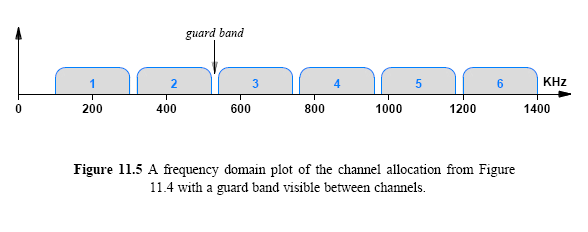 guard band
1 2 3 4 5 6 KHz
0 200 400 600 800 1000 1200 1400
Figure 11.5 A frequency domain plot of the channel allocation from Figure
11.4 with a guard band visible between channels.